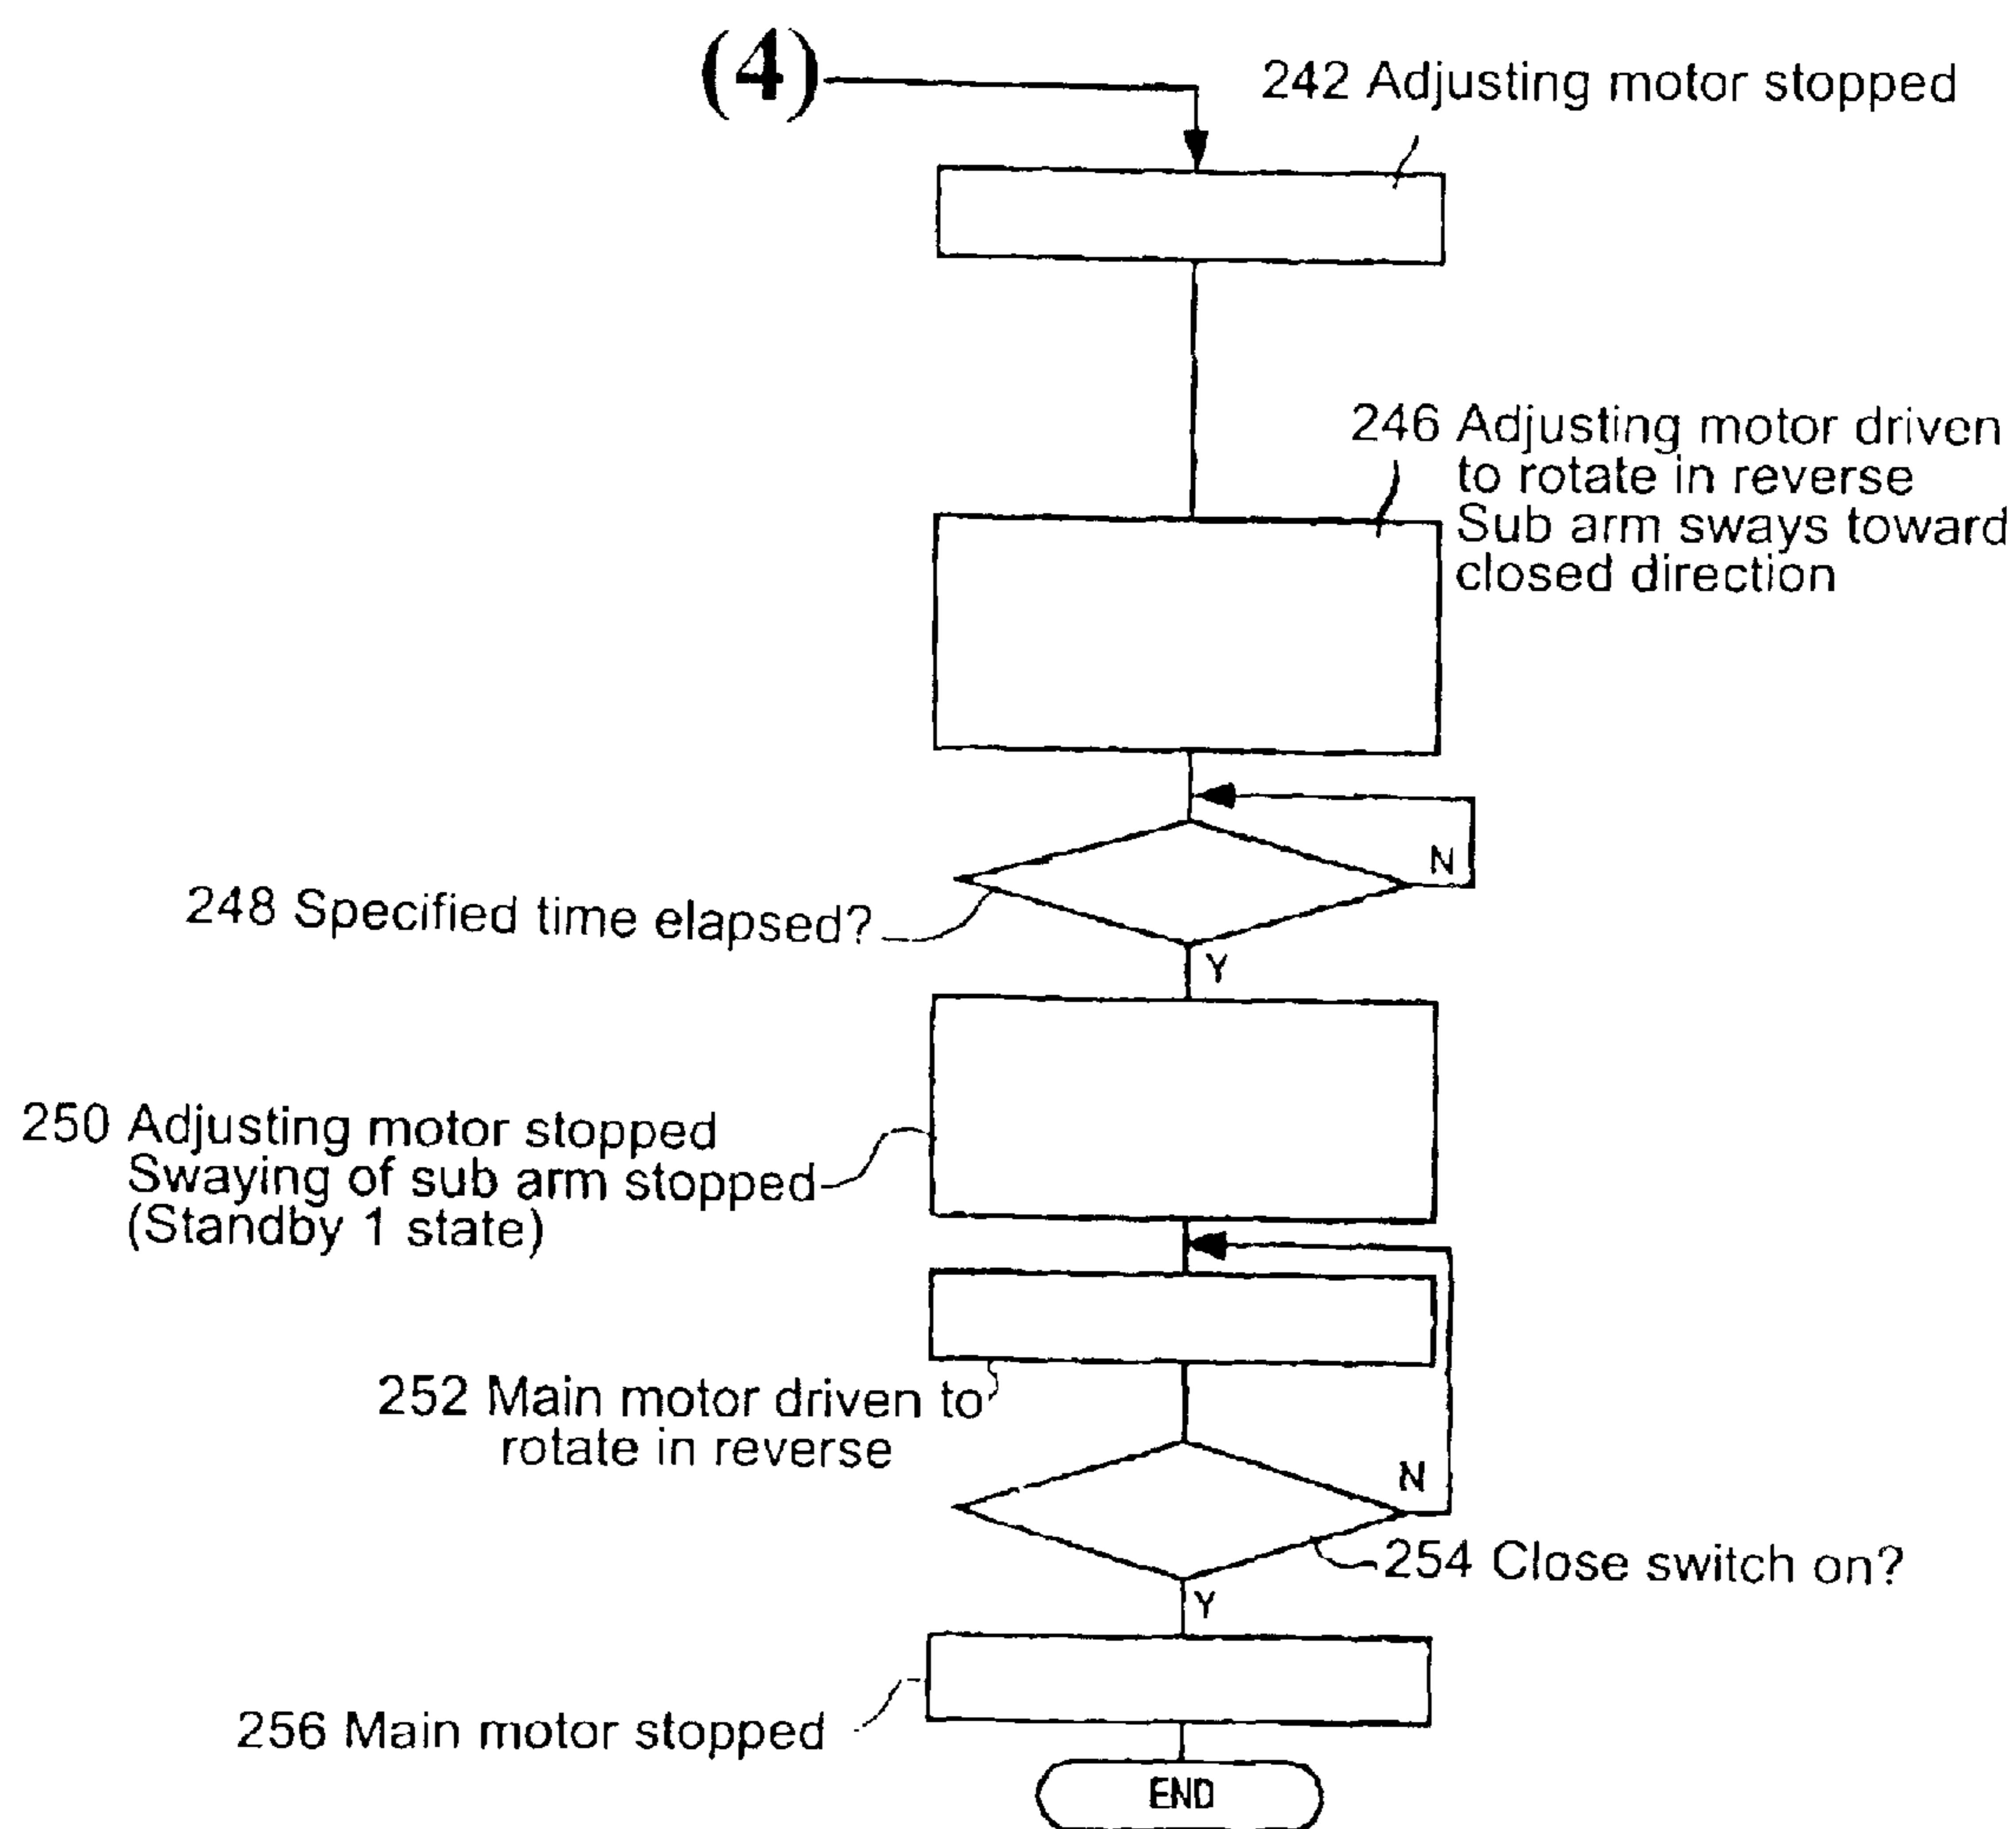 (4)
242 Adjusting motor stopped
246 Adjusting motor driven
to rotate in reverse
Sub arm sways toward
closed direction
N
248 Specified time elapsed?
Y
250 Adjusting motor stopped
Swaying of sub arm stopped
(Standby 1 state)
252 Main motor driven to
rotate in reverse
N
254 Close switch on?
Y
256 Main motor stopped
END